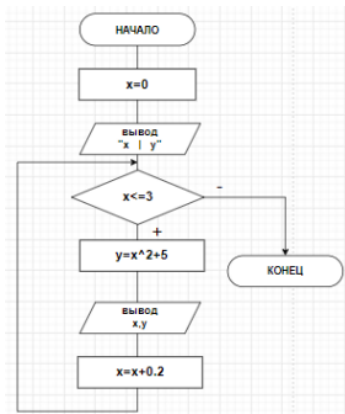 НАЧАЛО
x=0
вывод
"x | y"
x<=3
-
+
y=x^2+5
КОНЕЦ
вывод
x,y
x=x+0.2